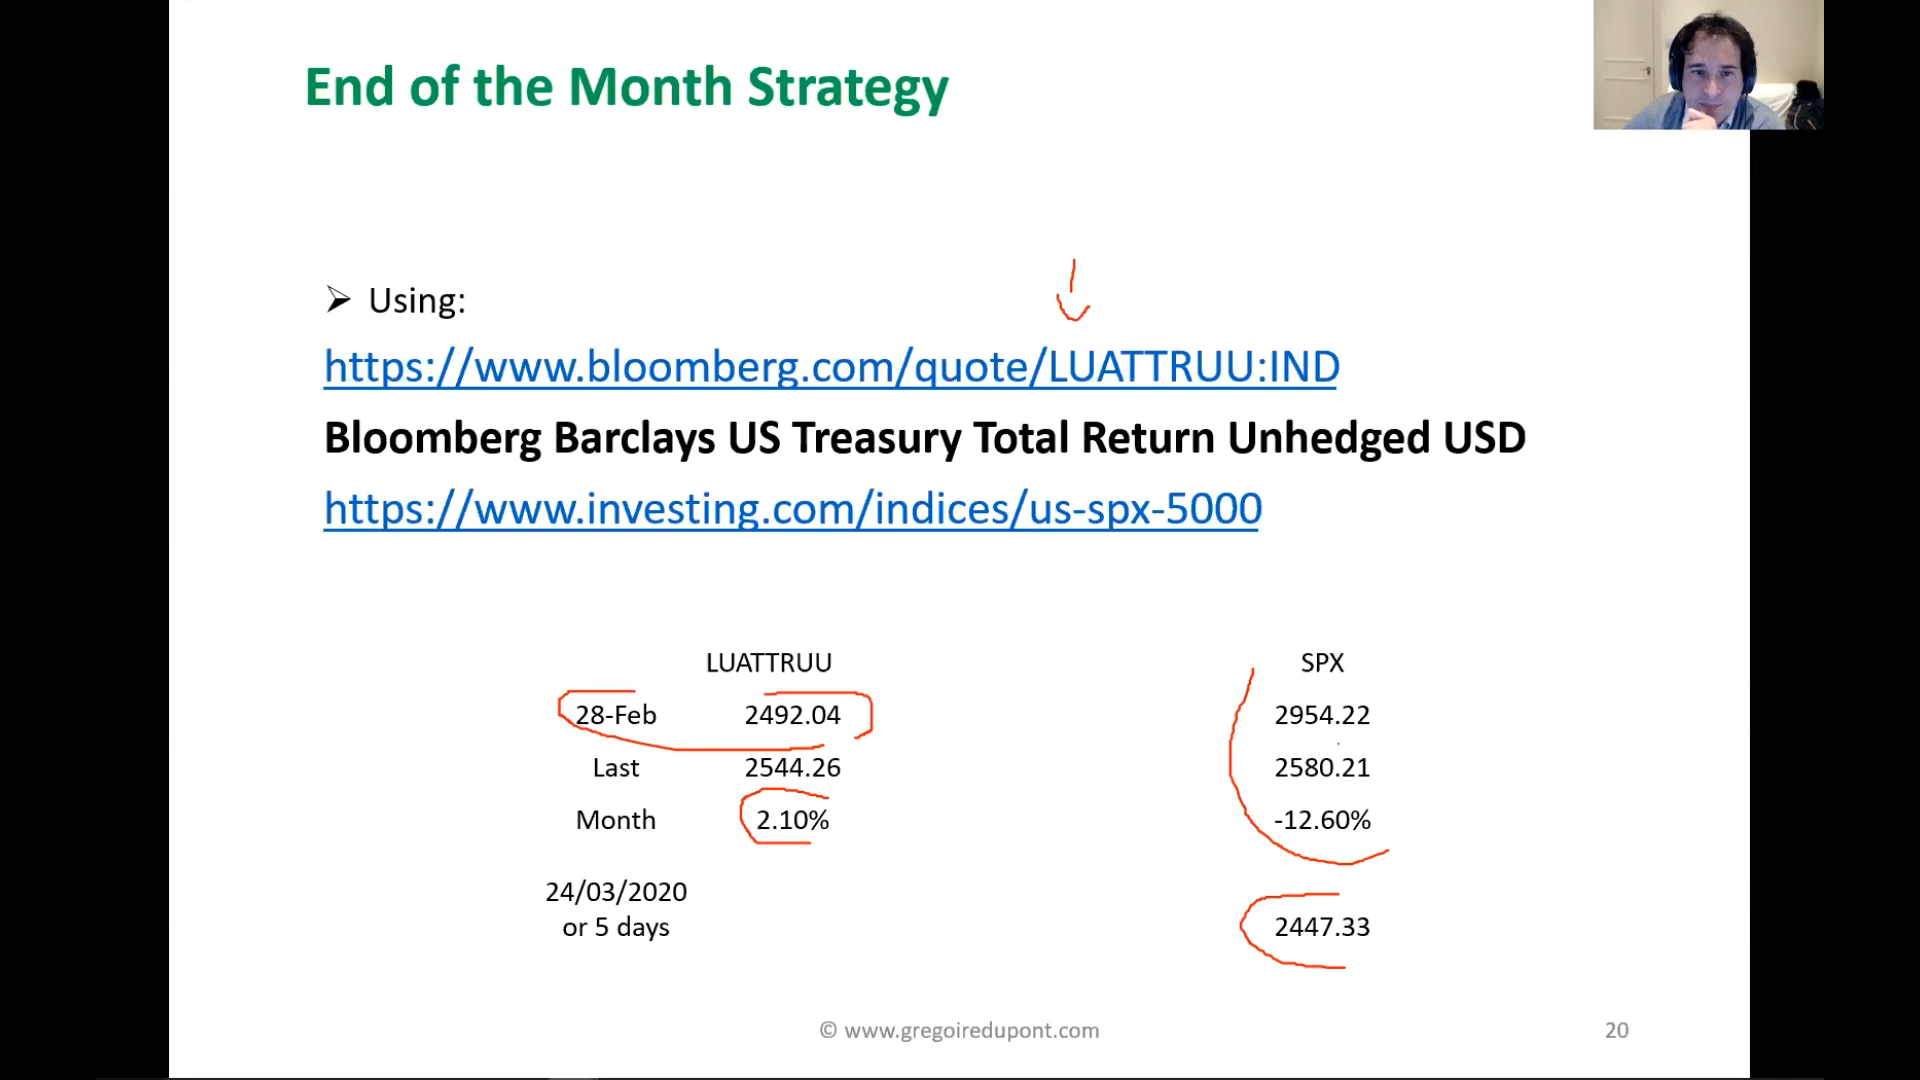 End of the Month Strategy
Using:
https://www.bloomberg.com/quote/LUATTRUU:IND
Bloomberg Barclays US Treasury Total Return Unhedged USD
https://www.investing.com/indices/us-spx-5000
LUATTRUU SPX
28-Feb 2492.04 2954.22
Last 2544.26 2580.21
Month 2.10% -12.60%
24/03/2020
or 5 days 2447.33
© www.gregoiredupont.com 20